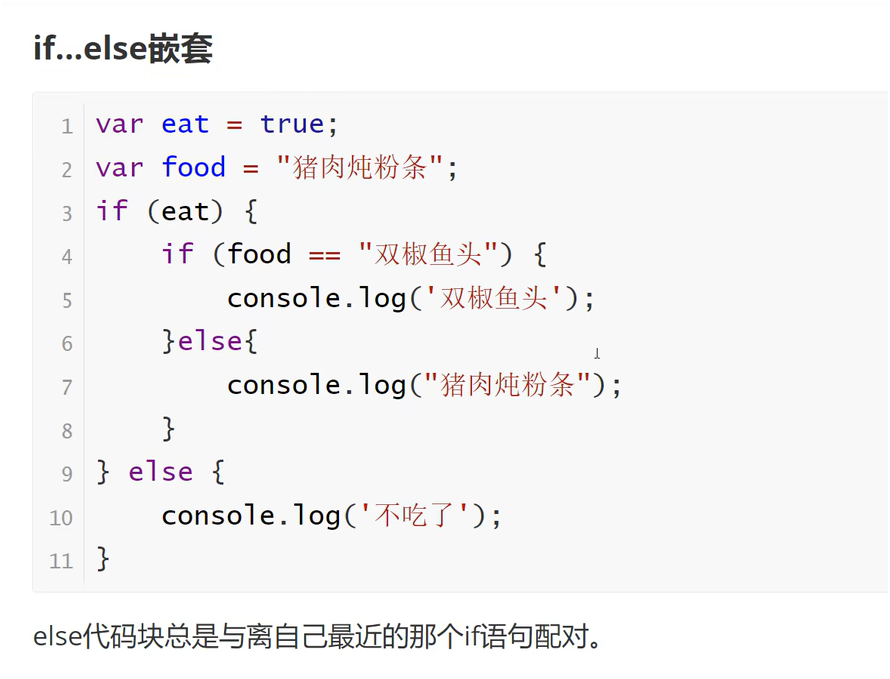 if...else嵌套
1 var eat = true;
2 var food = "猪肉炖粉条";
3 if (eat) {
4     if (food == "双椒鱼头") {
5         console.log('双椒鱼头');
6     }else{
7         console.log("猪肉炖粉条");
8     }
9 } else {
10     console.log('不吃了');
11 }
else代码块总是与离自己最近的那个if语句配对。